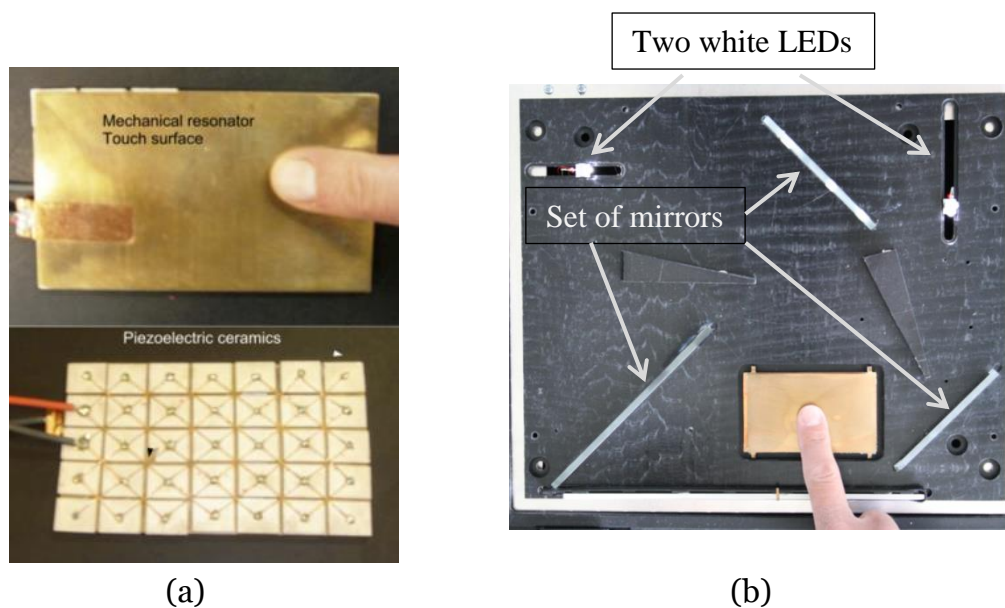 Mechanical resonator
Touch surface
Piezoelectric ceramics
(a)
Two white LEDs
Set of mirrors
(b)